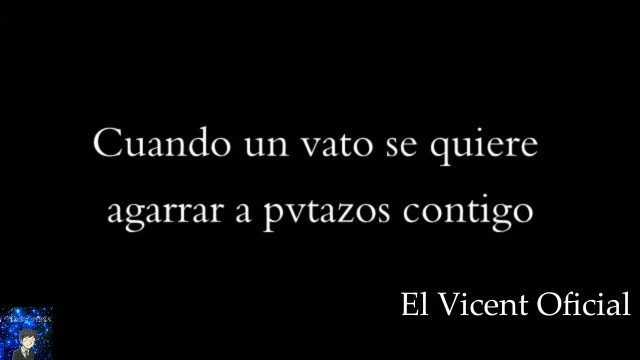 Cuando un vato se quiere
agarrar a pvtazos contigo
El Vicent Oficial